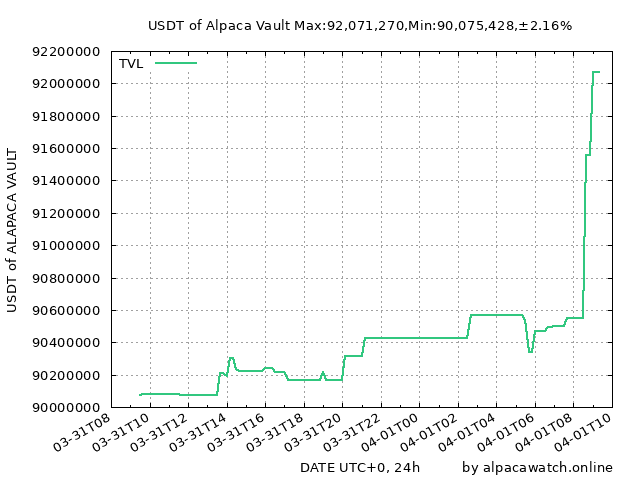 USDT of Alpaca Vault Max:92,071,270,Min:90,075,428,±2.16%
TVL
92200000
92000000
91800000
91600000
91400000
91200000
91000000
90800000
90600000
90400000
90200000
90000000
USDT of ALAPACA VAULT
03-31T08
03-31T10
03-31T12
03-31T14
03-31T16
03-31T18
03-31T20
03-31T22
04-01T00
04-01T02
04-01T04
04-01T06
04-01T08
04-01T10
DATE UTC+0, 24h
by alpacawatch.online